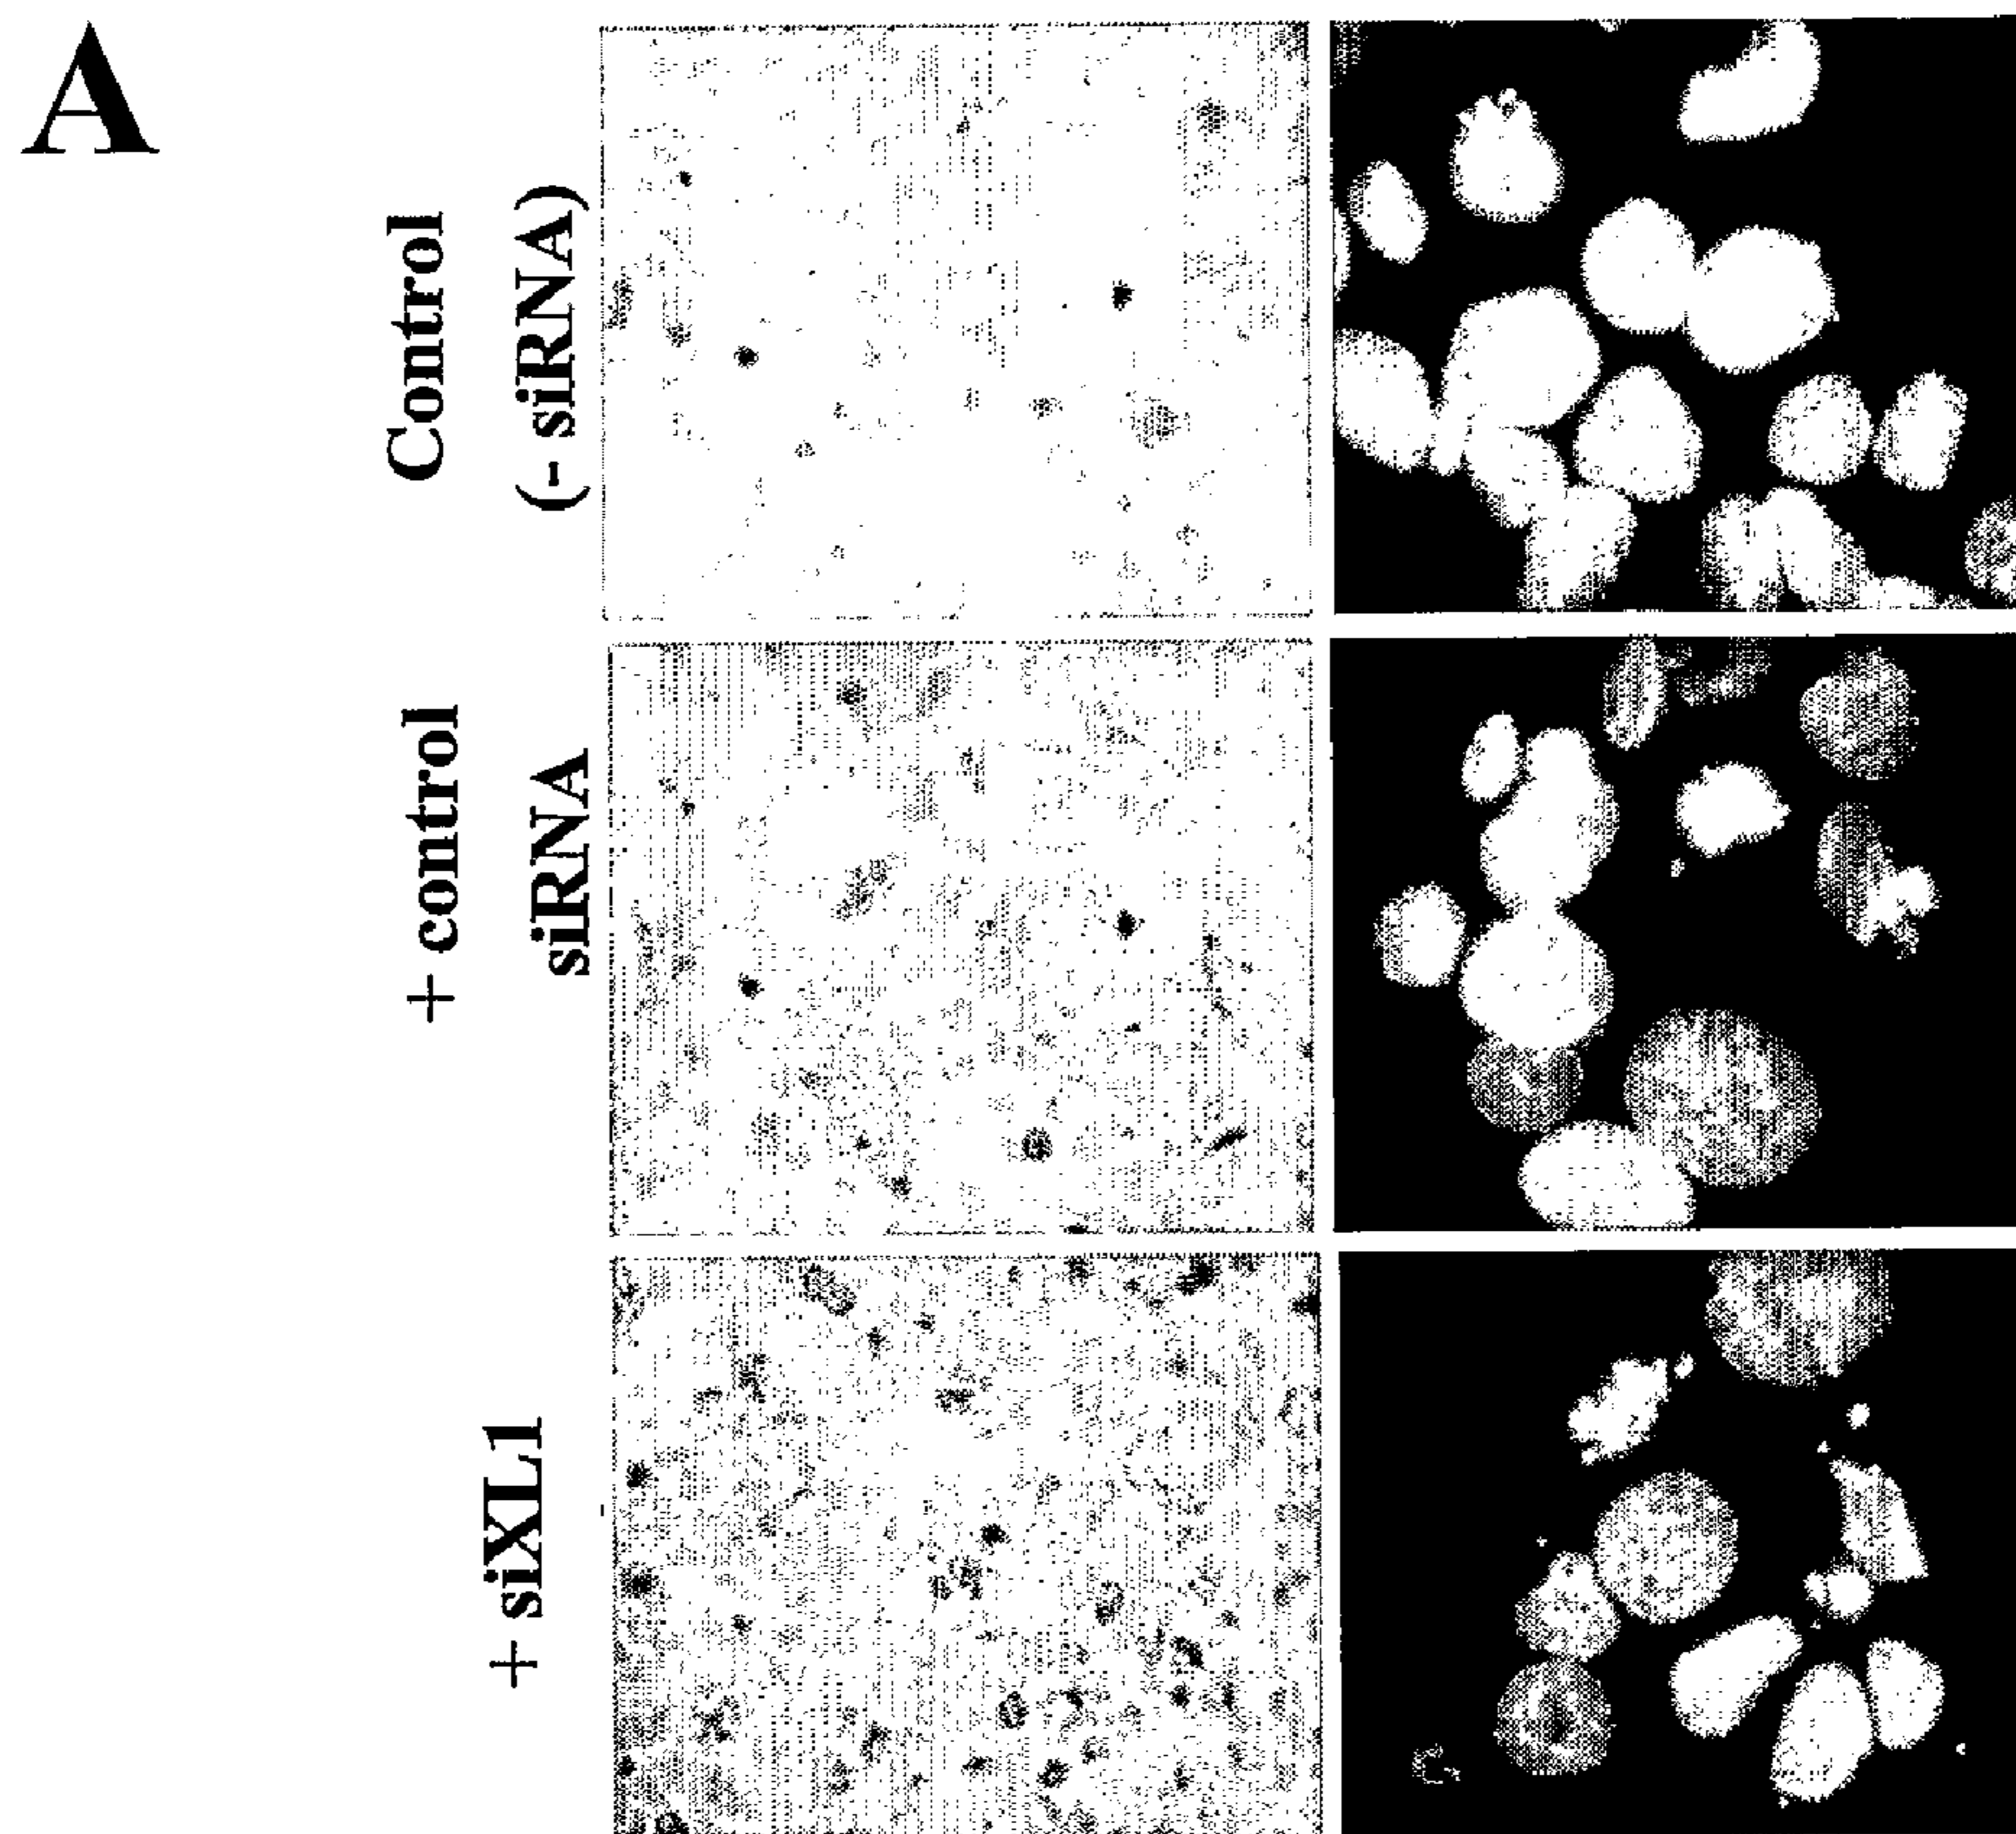 A
Control
(- siRNA)
+ control
siRNA
+ siXL1